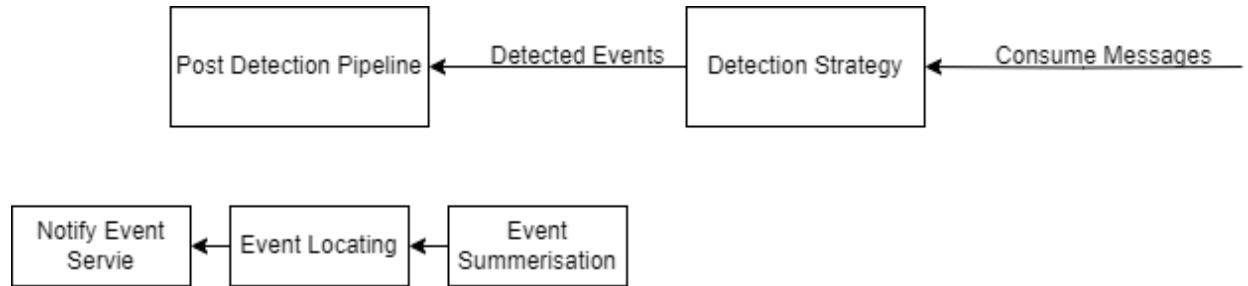 Post Detection Pipeline
Detected Events
Detection Strategy
Consume Messages
Notify Event
Servie
Event Locating
Event
Summerisation